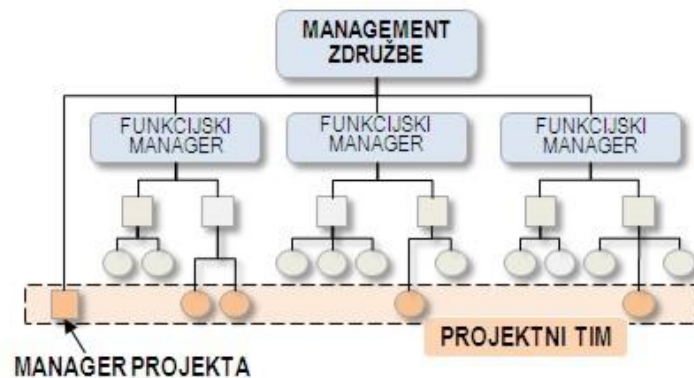 MANAGEMENT
ZDRUŽBE
FUNKCIJSKI
MANAGER
FUNKCIJSKI
MANAGER
FUNKCIJSKI
MANAGER
PROJEKTNI TIM
MANAGER PROJEKTA